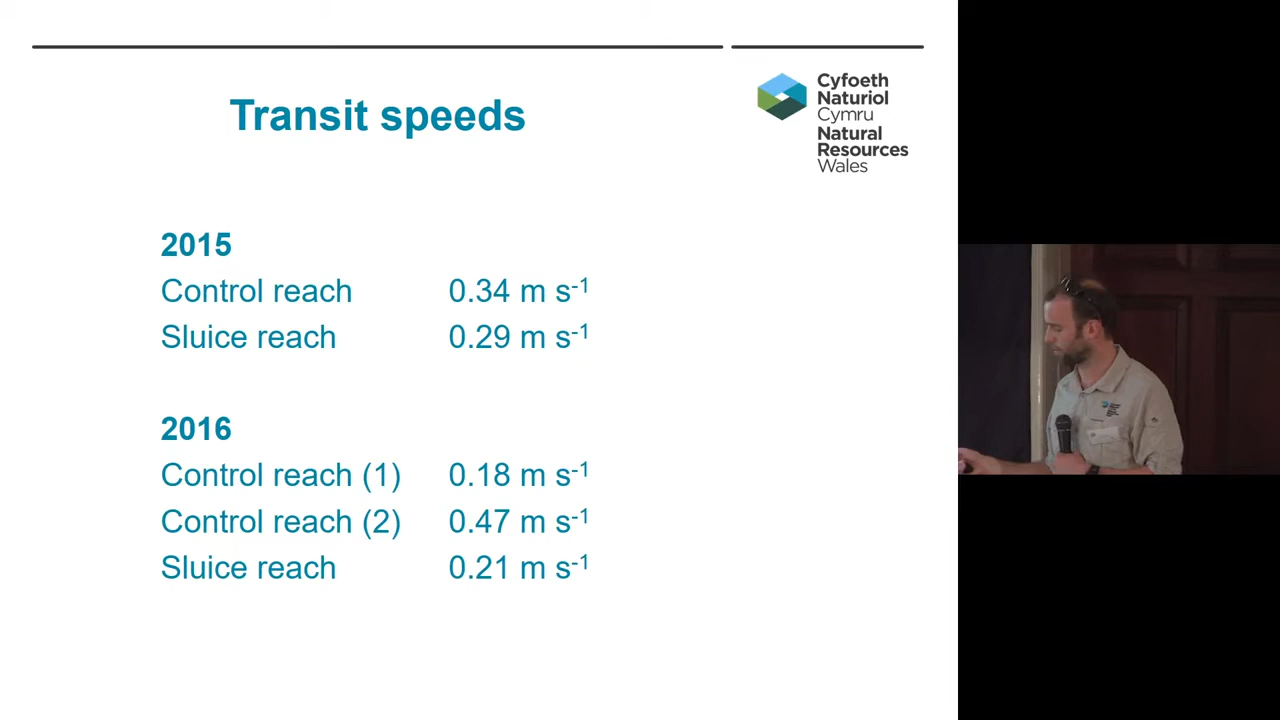 Transit speeds
Cyfoeth
Naturiol
Cymru
Natural
Resources
Wales
2015
Control reach 0.34 m s⁻¹
Sluice reach 0.29 m s⁻¹
2016
Control reach (1) 0.18 m s⁻¹
Control reach (2) 0.47 m s⁻¹
Sluice reach 0.21 m s⁻¹